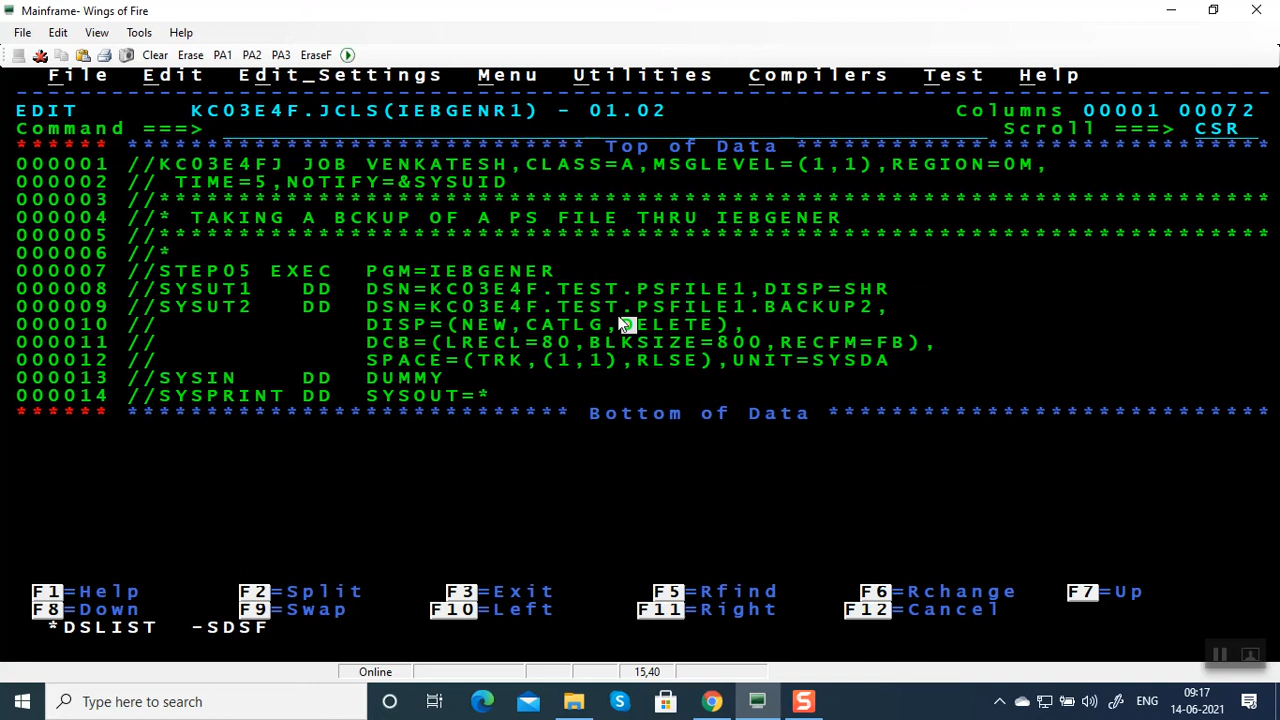 Mainframe- Wings of Fire
File Edit View Tools Help
Clear Erase PA1 PA2 PA3 EraseF
File Edit Edit_Settings Menu Utilities Compilers Test Help
EDIT KC03E4F.JCLS(IEBGENR1) - 01.02 Columns 00001 00072
Command ===> Scroll ===> CSR
****** **************************** Top of Data ****************************
000001 //KC03E4FJ JOB VENKATESH,CLASS=A,MSGLEVEL=(1,1),REGION=0M,
000002 // TIME=5,NOTIFY=&SYSUID
000003 //**********************************************************************
000004 //* TAKING A BCKUP OF A PS FILE THRU IEBGENER
000005 //**********************************************************************
000006 //*
000007 //STEP05 EXEC PGM=IEBGENER
000008 //SYSUT1 DD DSN=KC03E4F.TEST.PSFILE1,DISP=SHR
000009 //SYSUT2 DD DSN=KC03E4F.TEST.PSFILE1.BACKUP2,
000010 // DISP=(NEW,CATLG,DELETE),
000011 // DCB=(LRECL=80,BLKSIZE=800,RECFM=FB),
000012 // SPACE=(TRK,(1,1),RLSE),UNIT=SYSDA
000013 //SYSIN DD DUMMY
000014 //SYSPRINT DD SYSOUT=*
****** **************************** Bottom of Data ****************************
F1=Help F2=Split F3=Exit F5=Rfind F6=Rchange F7=Up
F8=Down F9=Swap F10=Left F11=Right F12=Cancel
*DSLIST -SDSF
Online 15,40
Type here to search ENG 09:17
14-06-2021